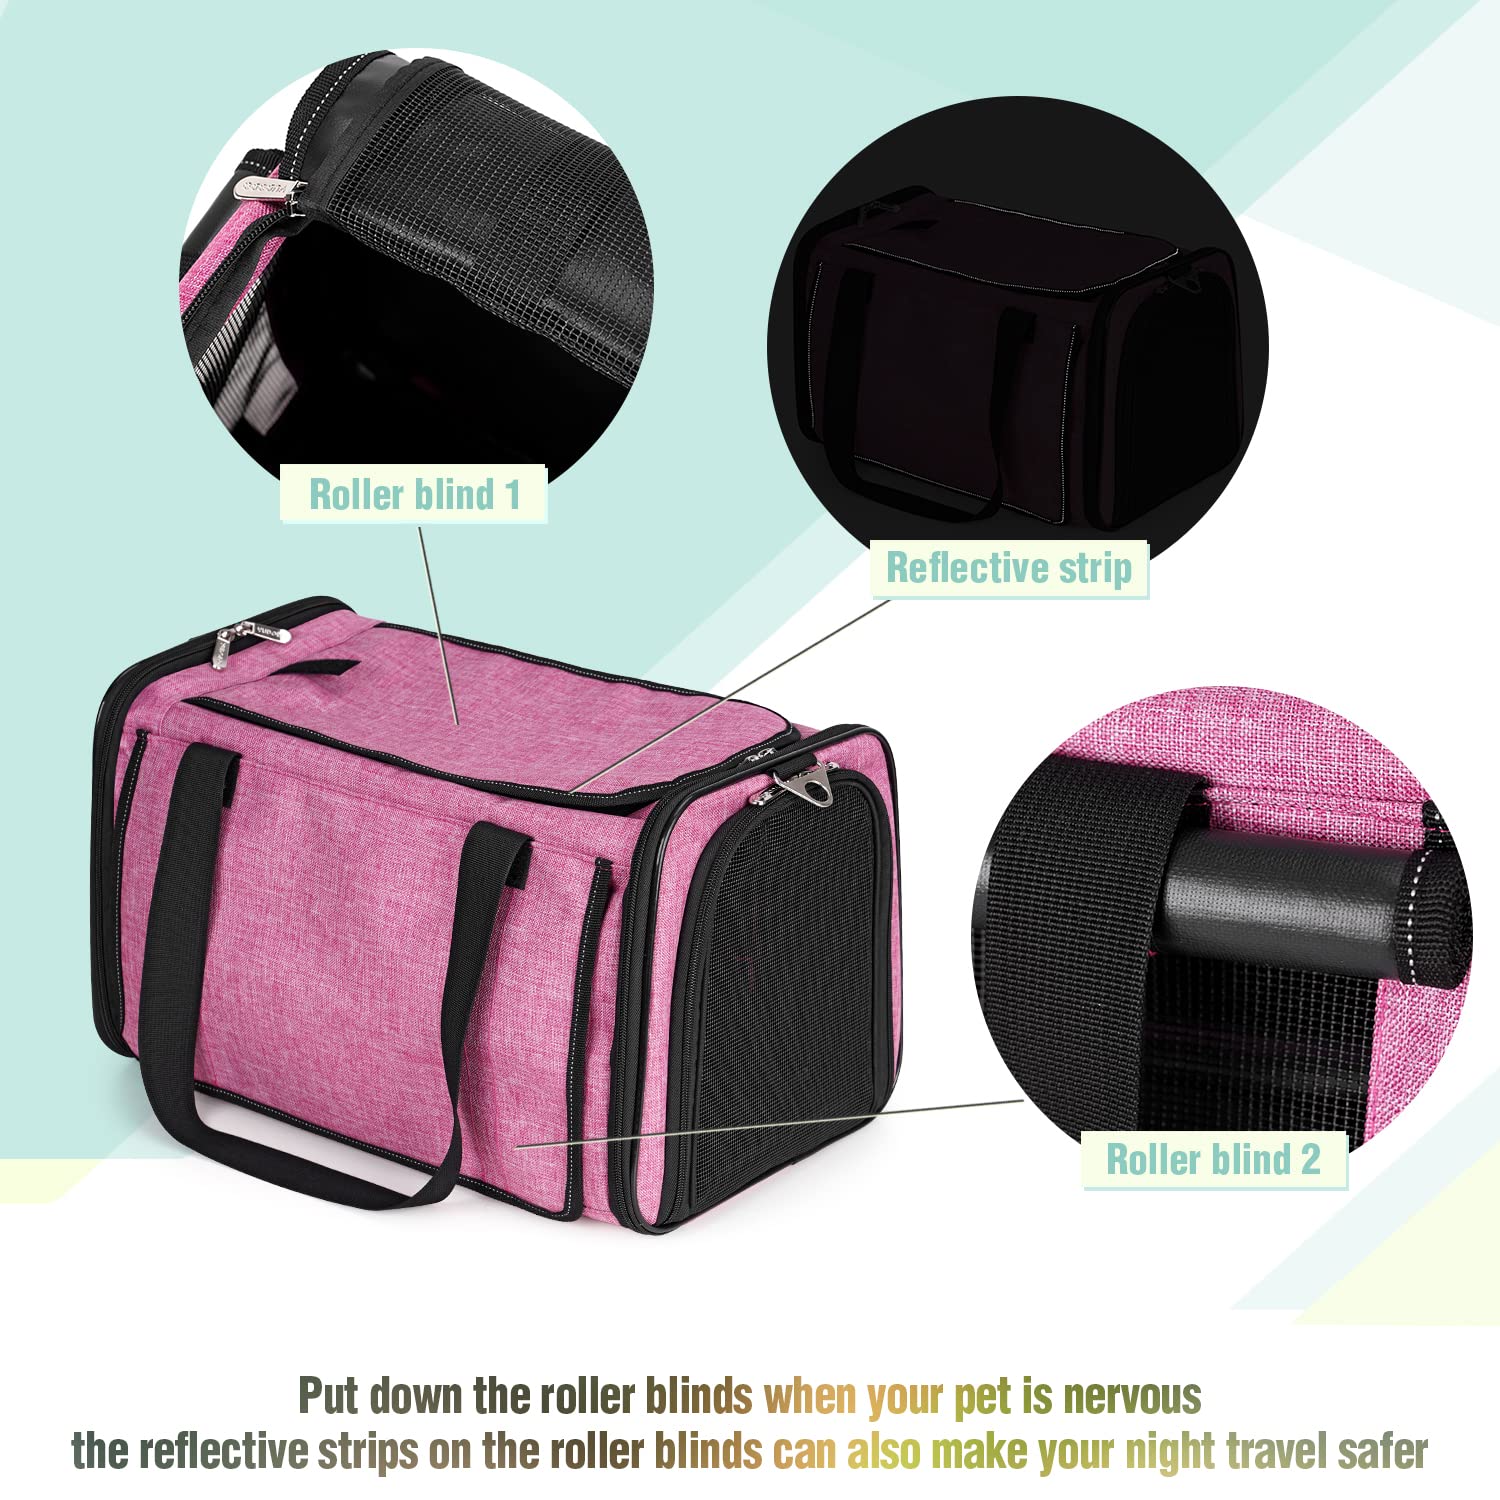 Roller blind 1
Reflective strip
Roller blind 2
Put down the roller blinds when your pet is nervous
the reflective strips on the roller blinds can also make your night travel safer